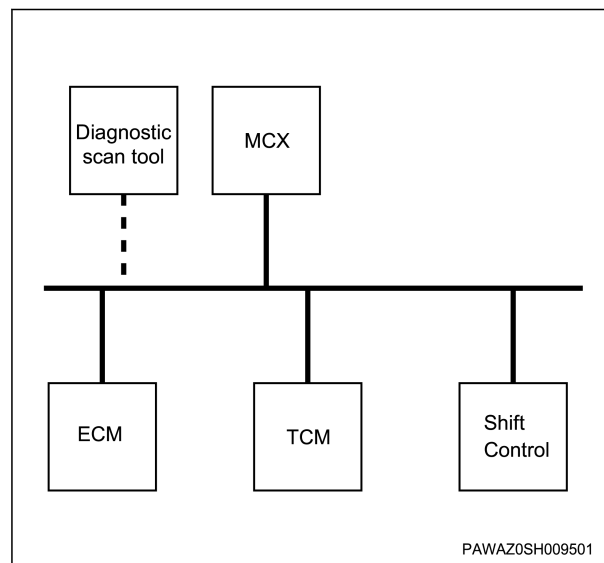 Diagnostic
scan tool
MCX
ECM
TCM
Shift
Control
PAWAZ0SH009501